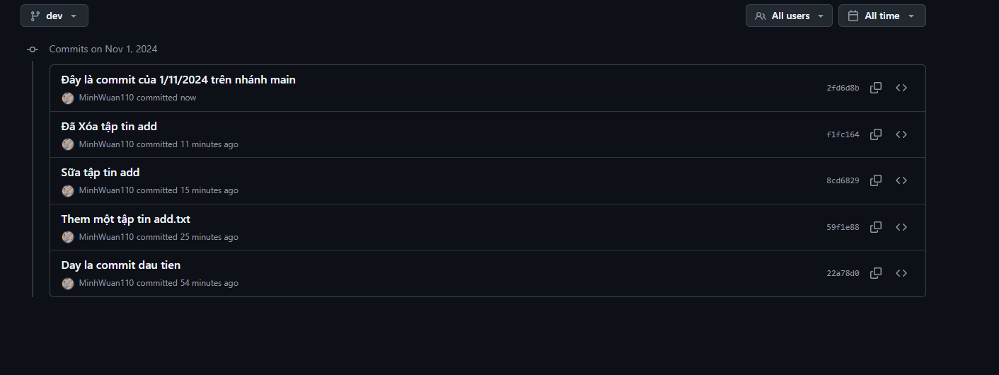 dev
All users
All time
Commits on Nov 1, 2024
Đây là commit của 1/11/2024 trên nhánh main
MinhWuan110 committed now
2fd6d8b
Đã Xóa tập tin add
MinhWuan110 committed 11 minutes ago
f1fc164
Sữa tập tin add
MinhWuan110 committed 15 minutes ago
8cd6829
Them một tập tin add.txt
MinhWuan110 committed 25 minutes ago
59f1e88
Day la commit dau tien
MinhWuan110 committed 54 minutes ago
22a78d0